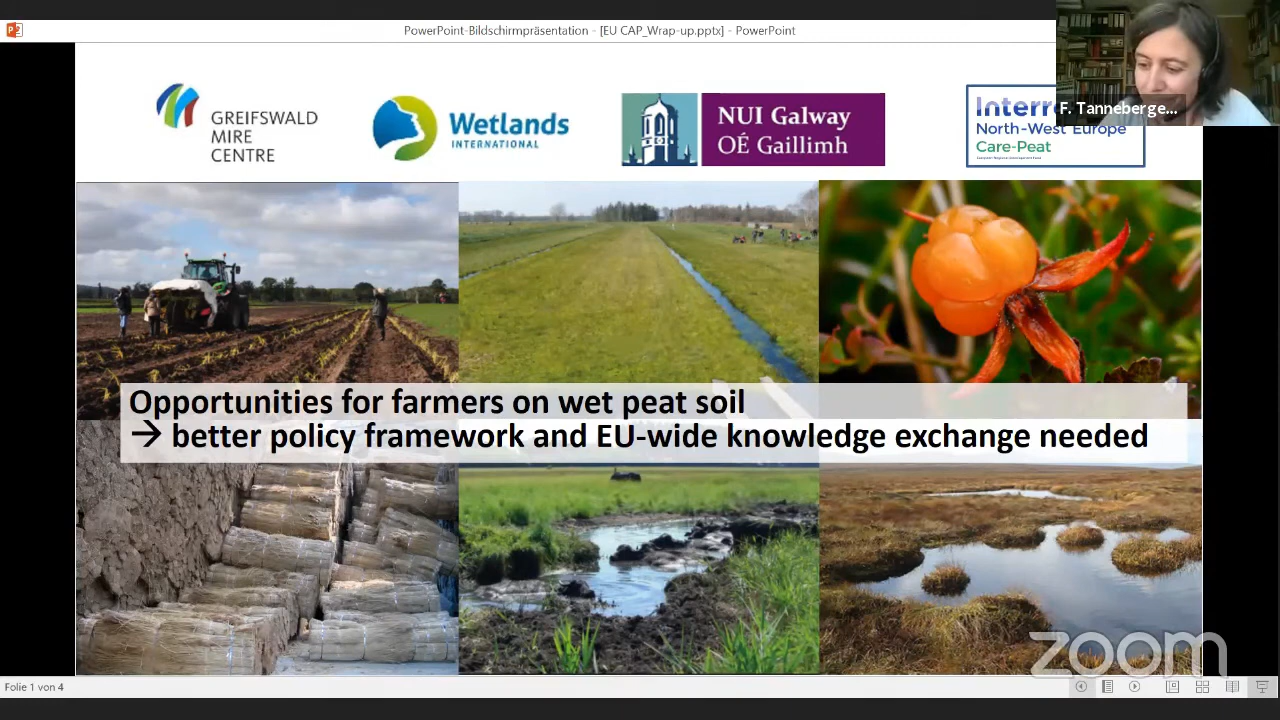 PowerPoint-Bildschirmpräsentation - [EU CAP_Wrap-up.pptx] - PowerPoint
F. Tanneberge...
GREIFSWALD
MIRE
CENTRE
Wetlands
INTERNATIONAL
NUI Galway
OÉ Gaillimh
Interre
North-West Europe
Care-Peat
Opportunities for farmers on wet peat soil
→ better policy framework and EU-wide knowledge exchange needed
zoom
Folie 1 von 4